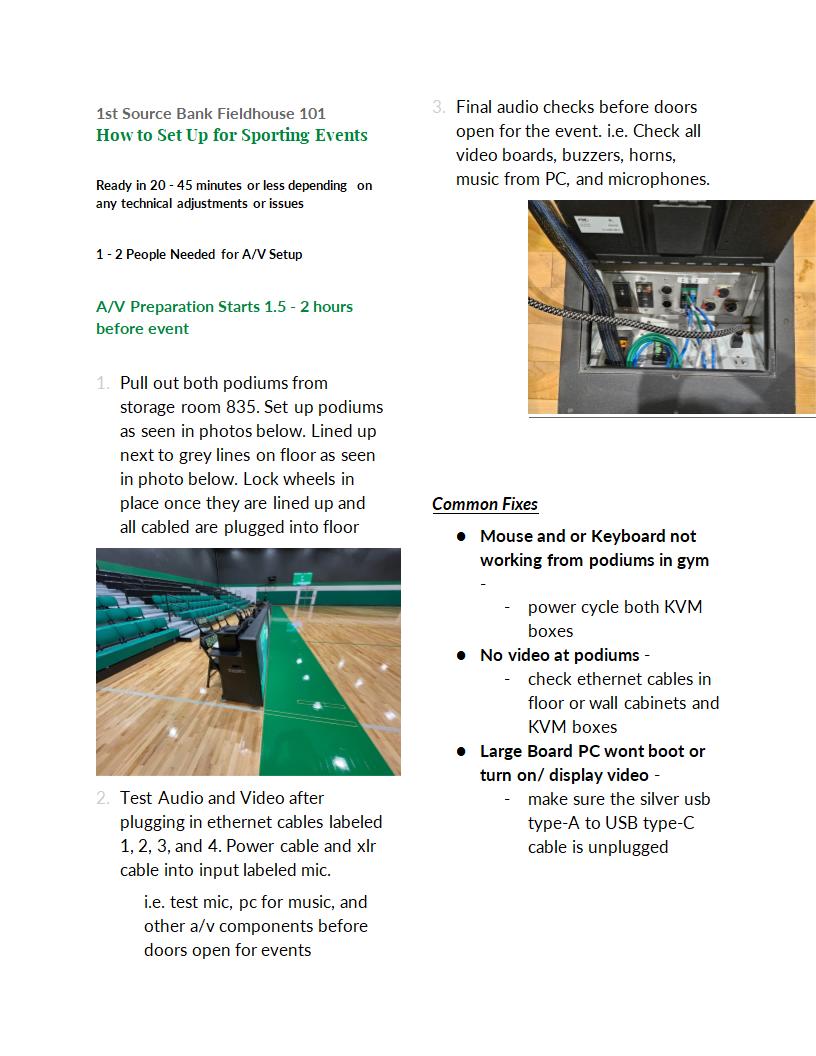 1st Source Bank Fieldhouse 101
How to Set Up for Sporting Events
Ready in 20 - 45 minutes or less depending on
any technical adjustments or issues
1 - 2 People Needed for A/V Setup
A/V Preparation Starts 1.5 - 2 hours
before event
1. Pull out both podiums from
storage room 835. Set up podiums
as seen in photos below. Lined up
next to grey lines on floor as seen
in photo below. Lock wheels in
place once they are lined up and
all cabled are plugged into floor
2. Test Audio and Video after
plugging in ethernet cables labeled
1, 2, 3, and 4. Power cable and xlr
cable into input labeled mic.
i.e. test mic, pc for music, and
other a/v components before
doors open for events
3. Final audio checks before doors
open for the event. i.e. Check all
video boards, buzzers, horns,
music from PC, and microphones.
Common Fixes
● Mouse and or Keyboard not
working from podiums in gym
-
- power cycle both KVM
boxes
● No video at podiums -
- check ethernet cables in
floor or wall cabinets and
KVM boxes
● Large Board PC wont boot or
turn on/ display video -
- make sure the silver usb
type-A to USB type-C
cable is unplugged